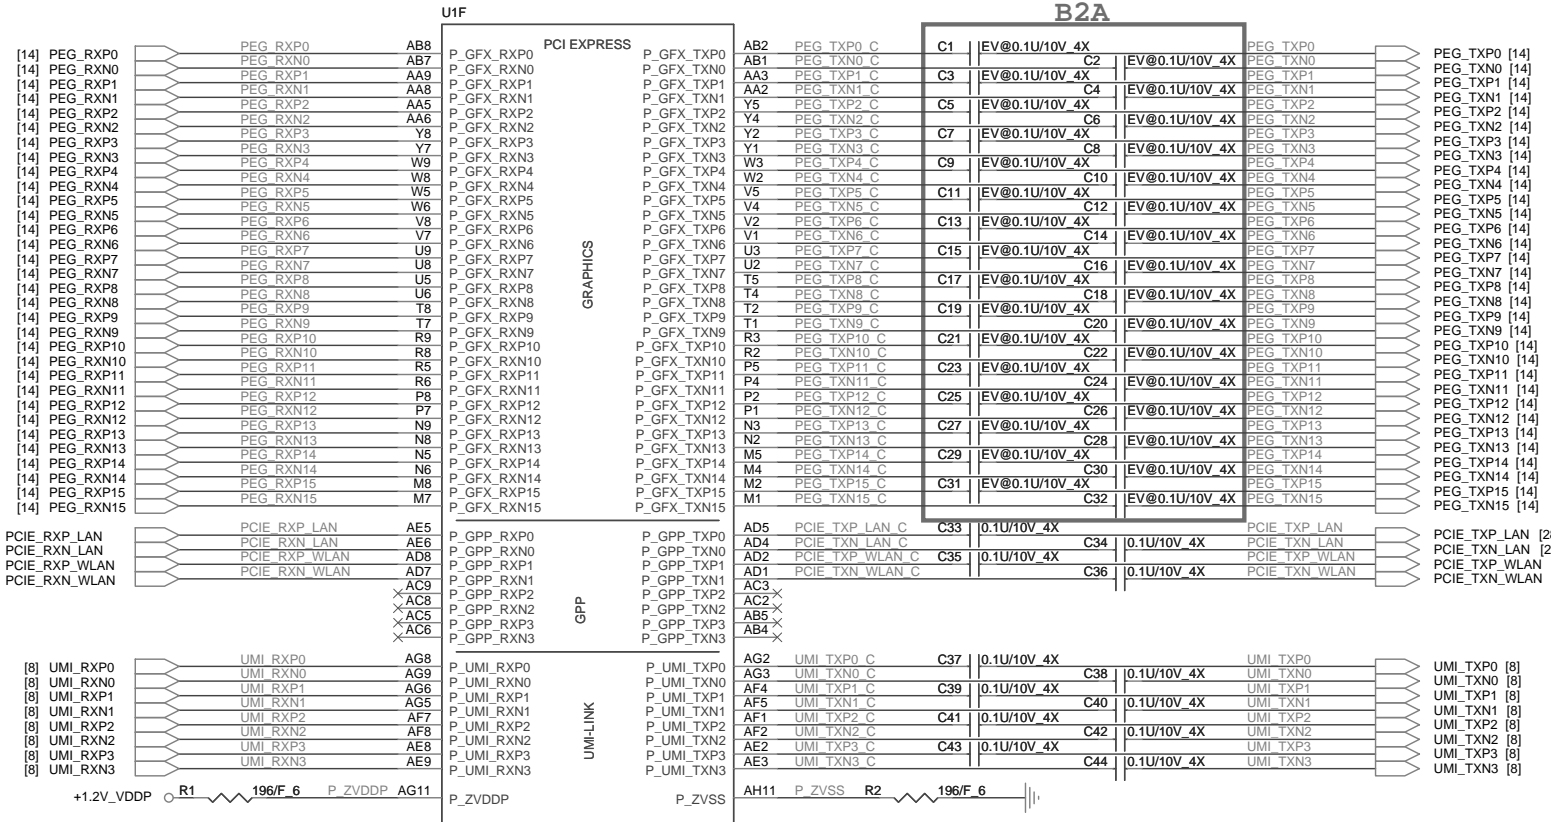 B2A
U1F
PCI EXPRESS
[14] PEG_RXP0 PEG_RXP0 AB8 P_GFX_RXP0 P_GFX_TXP0 AB2 PEG_TXP0_C C1 EV@0.1U/10V_4X PEG_TXP0 PEG_TXP0 [14]
[14] PEG_RXN0 PEG_RXN0 AB7 P_GFX_RXN0 P_GFX_TXN0 AB1 PEG_TXN0_C C2 EV@0.1U/10V_4X PEG_TXN0 PEG_TXN0 [14]
[14] PEG_RXP1 PEG_RXP1 AA9 P_GFX_RXP1 P_GFX_TXP1 AA3 PEG_TXP1_C C3 EV@0.1U/10V_4X PEG_TXP1 PEG_TXP1 [14]
[14] PEG_RXN1 PEG_RXN1 AA8 P_GFX_RXN1 P_GFX_TXN1 AA2 PEG_TXN1_C C4 EV@0.1U/10V_4X PEG_TXN1 PEG_TXN1 [14]
[14] PEG_RXP2 PEG_RXP2 AA5 P_GFX_RXP2 P_GFX_TXP2 Y5 PEG_TXP2_C C5 EV@0.1U/10V_4X PEG_TXP2 PEG_TXP2 [14]
[14] PEG_RXN2 PEG_RXN2 AA6 P_GFX_RXN2 P_GFX_TXN2 Y4 PEG_TXN2_C C6 EV@0.1U/10V_4X PEG_TXN2 PEG_TXN2 [14]
[14] PEG_RXP3 PEG_RXP3 Y8 P_GFX_RXP3 P_GFX_TXP3 Y2 PEG_TXP3_C C7 EV@0.1U/10V_4X PEG_TXP3 PEG_TXP3 [14]
[14] PEG_RXN3 PEG_RXN3 Y7 P_GFX_RXN3 P_GFX_TXN3 Y1 PEG_TXN3_C C8 EV@0.1U/10V_4X PEG_TXN3 PEG_TXN3 [14]
[14] PEG_RXP4 PEG_RXP4 W9 P_GFX_RXP4 P_GFX_TXP4 W3 PEG_TXP4_C C9 EV@0.1U/10V_4X PEG_TXP4 PEG_TXP4 [14]
[14] PEG_RXN4 PEG_RXN4 W8 P_GFX_RXN4 P_GFX_TXN4 W2 PEG_TXN4_C C10 EV@0.1U/10V_4X PEG_TXN4 PEG_TXN4 [14]
[14] PEG_RXP5 PEG_RXP5 W5 P_GFX_RXP5 P_GFX_TXP5 V5 PEG_TXP5_C C11 EV@0.1U/10V_4X PEG_TXP5 PEG_TXP5 [14]
[14] PEG_RXN5 PEG_RXN5 W6 P_GFX_RXN5 P_GFX_TXN5 V4 PEG_TXN5_C C12 EV@0.1U/10V_4X PEG_TXN5 PEG_TXN5 [14]
[14] PEG_RXP6 PEG_RXP6 V8 P_GFX_RXP6 P_GFX_TXP6 V2 PEG_TXP6_C C13 EV@0.1U/10V_4X PEG_TXP6 PEG_TXP6 [14]
[14] PEG_RXN6 PEG_RXN6 V7 P_GFX_RXN6 P_GFX_TXN6 V1 PEG_TXN6_C C14 EV@0.1U/10V_4X PEG_TXN6 PEG_TXN6 [14]
[14] PEG_RXP7 PEG_RXP7 U9 P_GFX_RXP7 P_GFX_TXP7 U3 PEG_TXP7_C C15 EV@0.1U/10V_4X PEG_TXP7 PEG_TXP7 [14]
[14] PEG_RXN7 PEG_RXN7 U8 P_GFX_RXN7 P_GFX_TXN7 U2 PEG_TXN7_C C16 EV@0.1U/10V_4X PEG_TXN7 PEG_TXN7 [14]
GRAPHICS
[14] PEG_RXP8 PEG_RXP8 U5 P_GFX_RXP8 P_GFX_TXP8 T5 PEG_TXP8_C C17 EV@0.1U/10V_4X PEG_TXP8 PEG_TXP8 [14]
[14] PEG_RXN8 PEG_RXN8 U6 P_GFX_RXN8 P_GFX_TXN8 T4 PEG_TXN8_C C18 EV@0.1U/10V_4X PEG_TXN8 PEG_TXN8 [14]
[14] PEG_RXP9 PEG_RXP9 T8 P_GFX_RXP9 P_GFX_TXP9 T2 PEG_TXP9_C C19 EV@0.1U/10V_4X PEG_TXP9 PEG_TXP9 [14]
[14] PEG_RXN9 PEG_RXN9 T7 P_GFX_RXN9 P_GFX_TXN9 T1 PEG_TXN9_C C20 EV@0.1U/10V_4X PEG_TXN9 PEG_TXN9 [14]
[14] PEG_RXP10 PEG_RXP10 R9 P_GFX_RXP10 P_GFX_TXP10 R3 PEG_TXP10_C C21 EV@0.1U/10V_4X PEG_TXP10 PEG_TXP10 [14]
[14] PEG_RXN10 PEG_RXN10 R8 P_GFX_RXN10 P_GFX_TXN10 R2 PEG_TXN10_C C22 EV@0.1U/10V_4X PEG_TXN10 PEG_TXN10 [14]
[14] PEG_RXP11 PEG_RXP11 R5 P_GFX_RXP11 P_GFX_TXP11 P5 PEG_TXP11_C C23 EV@0.1U/10V_4X PEG_TXP11 PEG_TXP11 [14]
[14] PEG_RXN11 PEG_RXN11 R6 P_GFX_RXN11 P_GFX_TXN11 P4 PEG_TXN11_C C24 EV@0.1U/10V_4X PEG_TXN11 PEG_TXN11 [14]
[14] PEG_RXP12 PEG_RXP12 P8 P_GFX_RXP12 P_GFX_TXP12 P2 PEG_TXP12_C C25 EV@0.1U/10V_4X PEG_TXP12 PEG_TXP12 [14]
[14] PEG_RXN12 PEG_RXN12 P7 P_GFX_RXN12 P_GFX_TXN12 P1 PEG_TXN12_C C26 EV@0.1U/10V_4X PEG_TXN12 PEG_TXN12 [14]
[14] PEG_RXP13 PEG_RXP13 N9 P_GFX_RXP13 P_GFX_TXP13 N3 PEG_TXP13_C C27 EV@0.1U/10V_4X PEG_TXP13 PEG_TXP13 [14]
[14] PEG_RXN13 PEG_RXN13 N8 P_GFX_RXN13 P_GFX_TXN13 N2 PEG_TXN13_C C28 EV@0.1U/10V_4X PEG_TXN13 PEG_TXN13 [14]
[14] PEG_RXP14 PEG_RXP14 N5 P_GFX_RXP14 P_GFX_TXP14 M5 PEG_TXP14_C C29 EV@0.1U/10V_4X PEG_TXP14 PEG_TXP14 [14]
[14] PEG_RXN14 PEG_RXN14 N6 P_GFX_RXN14 P_GFX_TXN14 M4 PEG_TXN14_C C30 EV@0.1U/10V_4X PEG_TXN14 PEG_TXN14 [14]
[14] PEG_RXP15 PEG_RXP15 M8 P_GFX_RXP15 P_GFX_TXP15 M2 PEG_TXP15_C C31 EV@0.1U/10V_4X PEG_TXP15 PEG_TXP15 [14]
[14] PEG_RXN15 PEG_RXN15 M7 P_GFX_RXN15 P_GFX_TXN15 M1 PEG_TXN15_C C32 EV@0.1U/10V_4X PEG_TXN15 PEG_TXN15 [14]
PCIE_RXP_LAN PCIE_RXP_LAN AE5 P_GPP_RXP0 P_GPP_TXP0 AD5 PCIE_TXP_LAN_C C33 0.1U/10V_4X PCIE_TXP_LAN PCIE_TXP_LAN [2
PCIE_RXN_LAN PCIE_RXN_LAN AE6 P_GPP_RXN0 P_GPP_TXN0 AD4 PCIE_TXN_LAN_C C34 0.1U/10V_4X PCIE_TXN_LAN PCIE_TXN_LAN [2
PCIE_RXP_WLAN PCIE_RXP_WLAN AD8 P_GPP_RXP1 P_GPP_TXP1 AD2 PCIE_TXP_WLAN_C C35 0.1U/10V_4X PCIE_TXP_WLAN PCIE_TXP_WLAN
PCIE_RXN_WLAN PCIE_RXN_WLAN AD7 P_GPP_RXN1 P_GPP_TXN1 AD1 PCIE_TXN_WLAN_C C36 0.1U/10V_4X PCIE_TXN_WLAN PCIE_TXN_WLAN
AC9 P_GPP_RXP2 P_GPP_TXP2 AC3
AC8 P_GPP_RXN2 P_GPP_TXN2 AC2
GPP
AC5 P_GPP_RXP3 P_GPP_TXP3 AB5
AC6 P_GPP_RXN3 P_GPP_TXN3 AB4
[8] UMI_RXP0 UMI_RXP0 AG8 P_UMI_RXP0 P_UMI_TXP0 AG2 UMI_TXP0_C C37 0.1U/10V_4X UMI_TXP0 UMI_TXP0 [8]
[8] UMI_RXN0 UMI_RXN0 AG9 P_UMI_RXN0 P_UMI_TXN0 AG3 UMI_TXN0_C C38 0.1U/10V_4X UMI_TXN0 UMI_TXN0 [8]
[8] UMI_RXP1 UMI_RXP1 AG6 P_UMI_RXP1 P_UMI_TXP1 AF4 UMI_TXP1_C C39 0.1U/10V_4X UMI_TXP1 UMI_TXP1 [8]
[8] UMI_RXN1 UMI_RXN1 AG5 P_UMI_RXN1 P_UMI_TXN1 AF5 UMI_TXN1_C C40 0.1U/10V_4X UMI_TXN1 UMI_TXN1 [8]
UMI-LINK
[8] UMI_RXP2 UMI_RXP2 AF7 P_UMI_RXP2 P_UMI_TXP2 AF1 UMI_TXP2_C C41 0.1U/10V_4X UMI_TXP2 UMI_TXP2 [8]
[8] UMI_RXN2 UMI_RXN2 AF8 P_UMI_RXN2 P_UMI_TXN2 AF2 UMI_TXN2_C C42 0.1U/10V_4X UMI_TXN2 UMI_TXN2 [8]
[8] UMI_RXP3 UMI_RXP3 AE8 P_UMI_RXP3 P_UMI_TXP3 AE2 UMI_TXP3_C C43 0.1U/10V_4X UMI_TXP3 UMI_TXP3 [8]
[8] UMI_RXN3 UMI_RXN3 AE9 P_UMI_RXN3 P_UMI_TXN3 AE3 UMI_TXN3_C C44 0.1U/10V_4X UMI_TXN3 UMI_TXN3 [8]
+1.2V_VDDP R1 196/F_6 P_ZVDDP AG11 P_ZVDDP P_ZVSS AH11 P_ZVSS R2 196/F_6